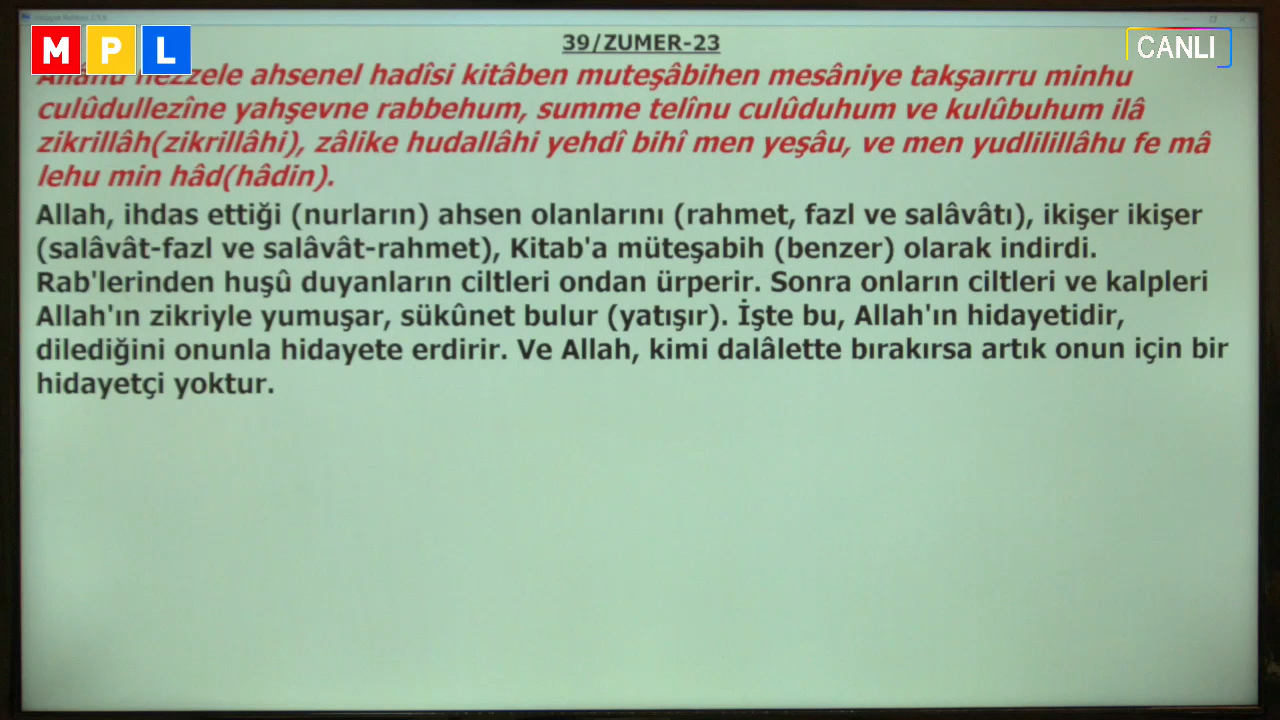 MPL
CANLI
39/ZUMER-23
nezzele ahsenel hadîsi kitâben muteşâbihen mesâniye takşaırru minhu
culûdullezîne yahşevne rabbehum, summe telînu culûduhum ve kulûbuhum ilâ
zikrillâh(zikrillâhi), zâlike hudallâhi yehdî bihî men yeşâu, ve men yudlilillâhu fe mâ
lehu min hâd(hâdin).
Allah, ihdas ettiği (nurların) ahsen olanlarını (rahmet, fazl ve salâvâtı), ikişer ikişer
(salâvât-fazl ve salâvât-rahmet), Kitab'a müteşabih (benzer) olarak indirdi.
Rab'lerinden huşû duyanların ciltleri ondan ürperir. Sonra onların ciltleri ve kalpleri
Allah'ın zikriyle yumuşar, sükûnet bulur (yatışır). İşte bu, Allah'ın hidayetidir,
dilediğini onunla hidayete erdirir. Ve Allah, kimi dalâlette bırakırsa artık onun için bir
hidayetçi yoktur.